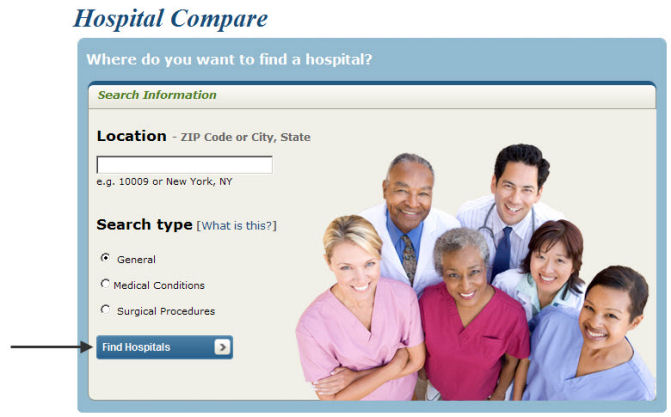 Hospital Compare
Where do you want to find a hospital?
Search Information
Location - ZIP Code or City, State
e.g. 10009 or New York, NY
Search type [What is this?]
General
Medical Conditions
Surgical Procedures
Find Hospitals